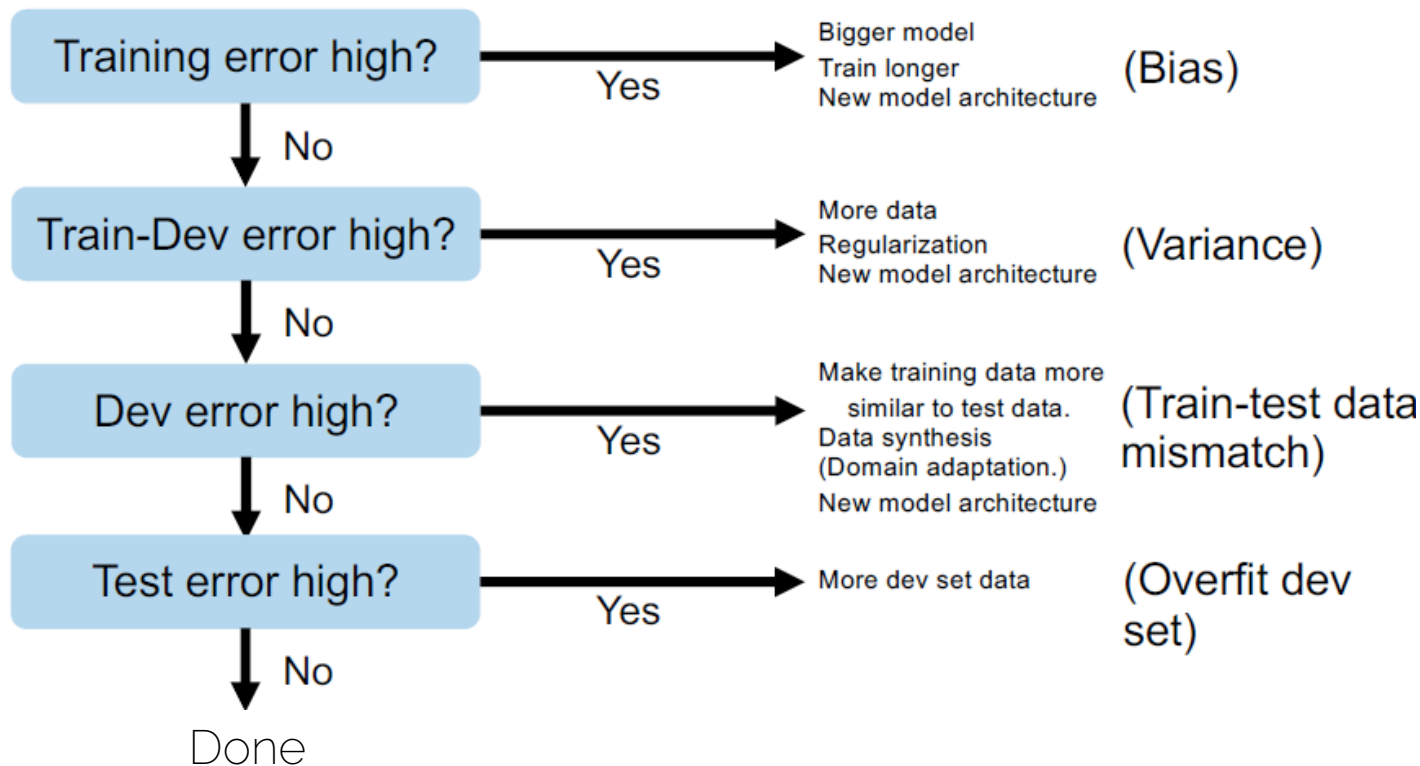 Training error high?
Yes
Bigger model
Train longer
New model architecture
(Bias)
No
Train-Dev error high?
Yes
More data
Regularization
New model architecture
(Variance)
No
Dev error high?
Yes
Make training data more
similar to test data.
Data synthesis
(Domain adaptation.)
New model architecture
(Train-test data
mismatch)
No
Test error high?
Yes
More dev set data
(Overfit dev
set)
No
Done